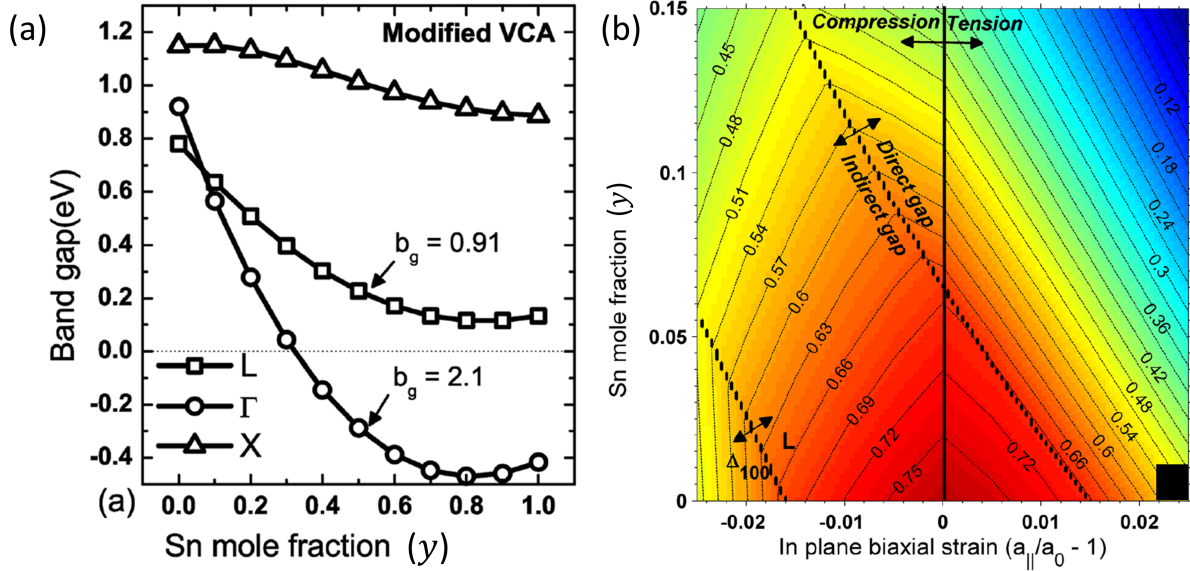 (a)
Modified VCA
1.2
1.0
0.8
0.6
0.4
0.2
0.0
-0.2
-0.4
Band gap(eV)
b_g = 0.91
b_g = 2.1
L
Γ
X
(a)
0.0 0.2 0.4 0.6 0.8 1.0
Sn mole fraction (y)
(b)
0.15
0.1
0.05
0
Sn mole fraction (y)
Compression Tension
Direct gap
Indirect gap
0.45
0.48
0.51
0.54
0.57
0.6
0.63
0.66
0.69
0.72
0.75
0.12
0.18
0.24
0.3
0.36
0.42
0.48
0.54
0.6
0.66
0.72
Δ100 L
-0.02 -0.01 0 0.01 0.02
In plane biaxial strain (a||/a0 - 1)